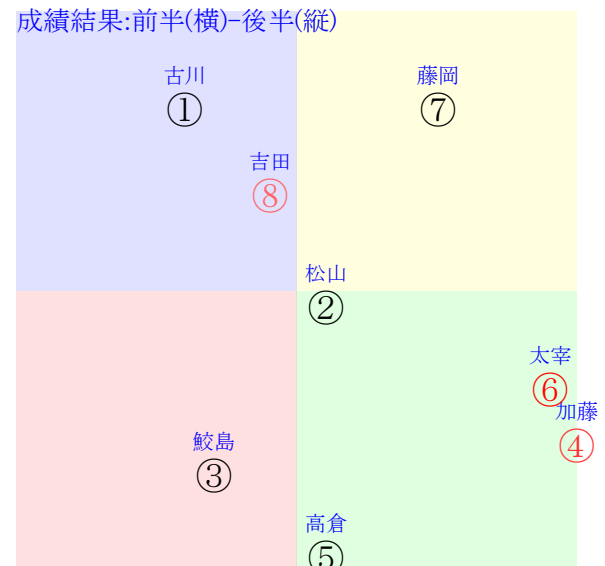 成績結果:前半(横)-後半(縦)
古川
①
藤岡
⑦
吉田
⑧
松山
②
太宰
⑥
加藤
④
鮫島
③
高倉
⑤